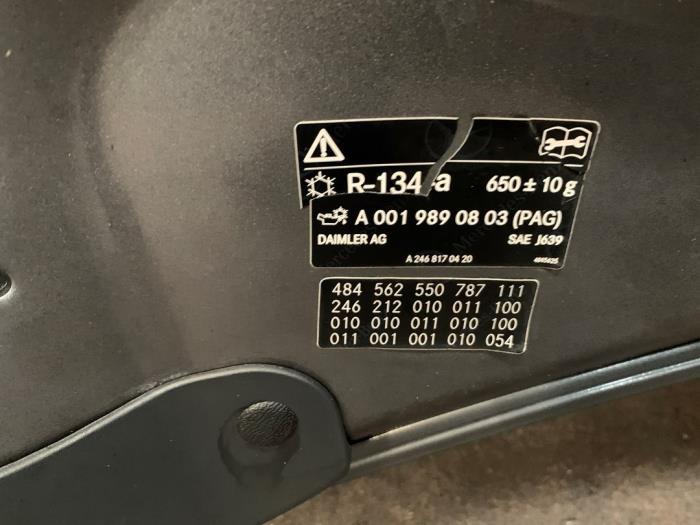 R-134-a 650 ± 10 g
A 001 989 08 03 (PAG)
DAIMLER AG SAE J639
A 246 817 04 20
484 562 550 787 111
246 212 010 011 100
010 010 011 010 100
011 001 001 010 054